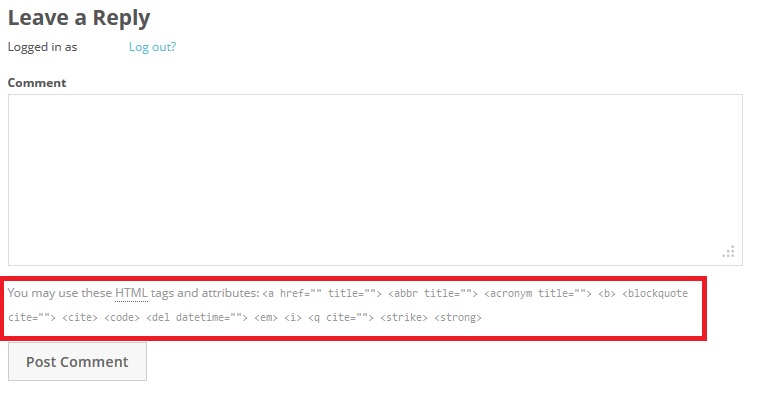 Leave a Reply
Logged in as Log out?
Comment
You may use these HTML tags and attributes: <a href="" title=""> <abbr title=""> <acronym title=""> <b> <blockquote
cite=""> <cite> <code> <del datetime=""> <em> <i> <q cite=""> <strike> <strong>
Post Comment